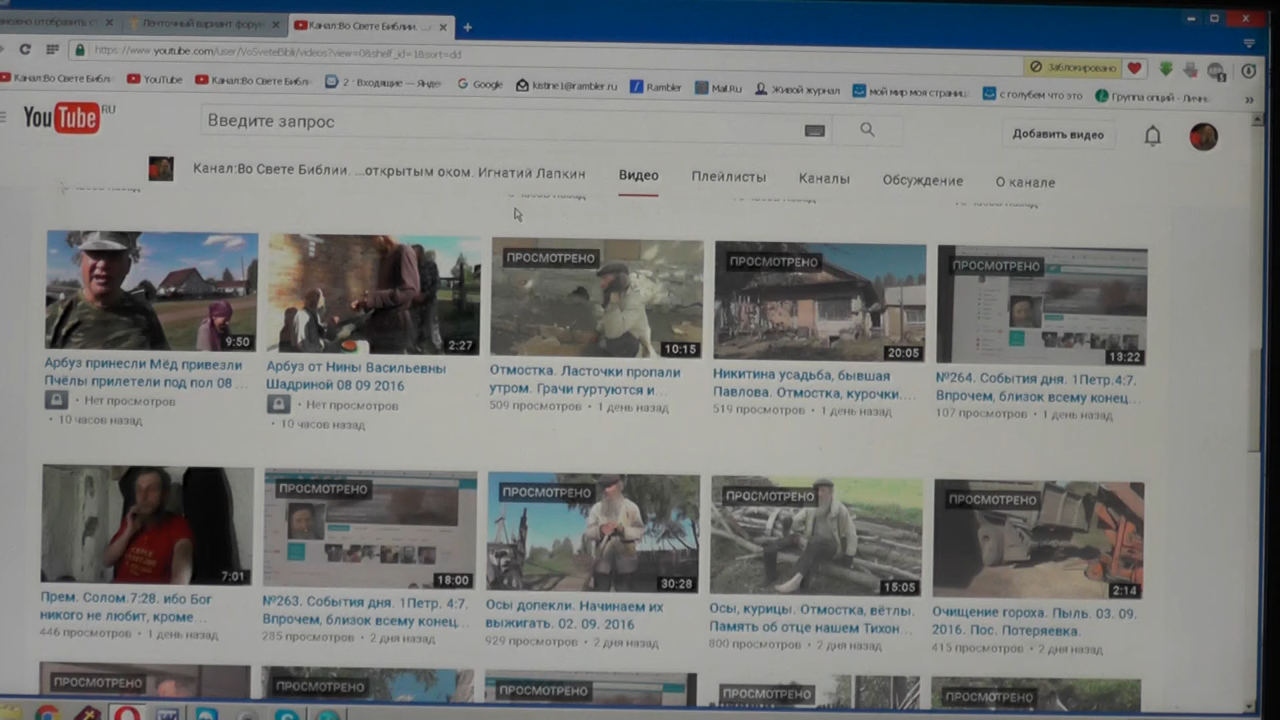 Ленточный вариант фору
Канал:Во Свете Библии.
https://www.youtube.com/user/VoSveteBibli/videos?view=0&shelf_id=1&sort=dd
Заблокировано
Канал:Во Свете Библ
YouTube
Канал:Во Свете Библ
2 · Входящие — Янде
Google
kistine1@rambler.ru
Rambler
Mail.Ru
Живой журнал
мой мир моя страниц
с голубем что это
Группа опций - Личн
YouTube RU
Введите запрос
Добавить видео
Канал:Во Свете Библии. ...открытым оком. Игнатий Лапкин
Видео
Плейлисты
Каналы
Обсуждение
О канале
9:50
2:27
ПРОСМОТРЕНО
10:15
ПРОСМОТРЕНО
20:05
ПРОСМОТРЕНО
13:22
Арбуз принесли Мёд привезли
Пчёлы прилетели под пол 08 ...
• Нет просмотров
• 10 часов назад
Арбуз от Нины Васильевны
Шадриной 08 09 2016
• Нет просмотров
• 10 часов назад
Отмостка. Ласточки пропали
утром. Грачи гуртуются и...
509 просмотров • 1 день назад
Никитина усадьба, бывшая
Павлова. Отмостка, курочки....
519 просмотров • 1 день назад
№264. События дня. 1Петр.4:7.
Впрочем, близок всему конец...
107 просмотров • 1 день назад
7:01
ПРОСМОТРЕНО
18:00
ПРОСМОТРЕНО
30:28
ПРОСМОТРЕНО
15:05
ПРОСМОТРЕНО
2:14
Прем. Солом.7:28. ибо Бог
никого не любит, кроме...
446 просмотров • 1 день назад
№263. События дня. 1Петр. 4:7.
Впрочем, близок всему конец...
285 просмотров • 2 дня назад
Осы допекли. Начинаем их
выжигать. 02. 09. 2016
929 просмотров • 2 дня назад
Осы, курицы. Отмостка, вётлы.
Память об отце нашем Тихон...
800 просмотров • 2 дня назад
Очищение гороха. Пыль. 03. 09.
2016. Пос. Потеряевка.
415 просмотров • 2 дня назад
ПРОСМОТРЕНО
ПРОСМОТРЕНО
ПРОСМОТРЕНО
ПРОСМОТРЕНО
ПРОСМОТРЕНО